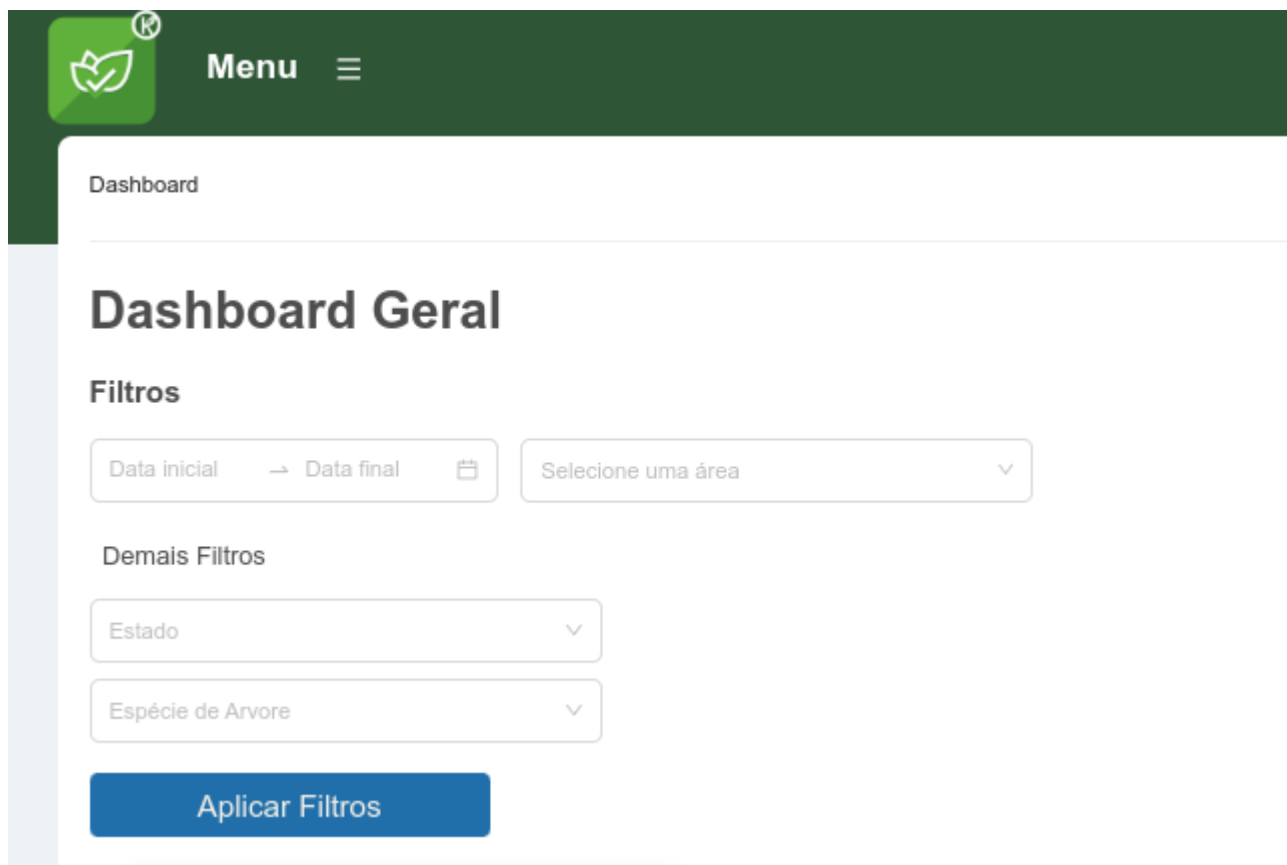 Menu
Dashboard
Dashboard Geral
Filtros
Data inicial → Data final
Selecione uma área
Demais Filtros
Estado
Espécie de Arvore
Aplicar Filtros